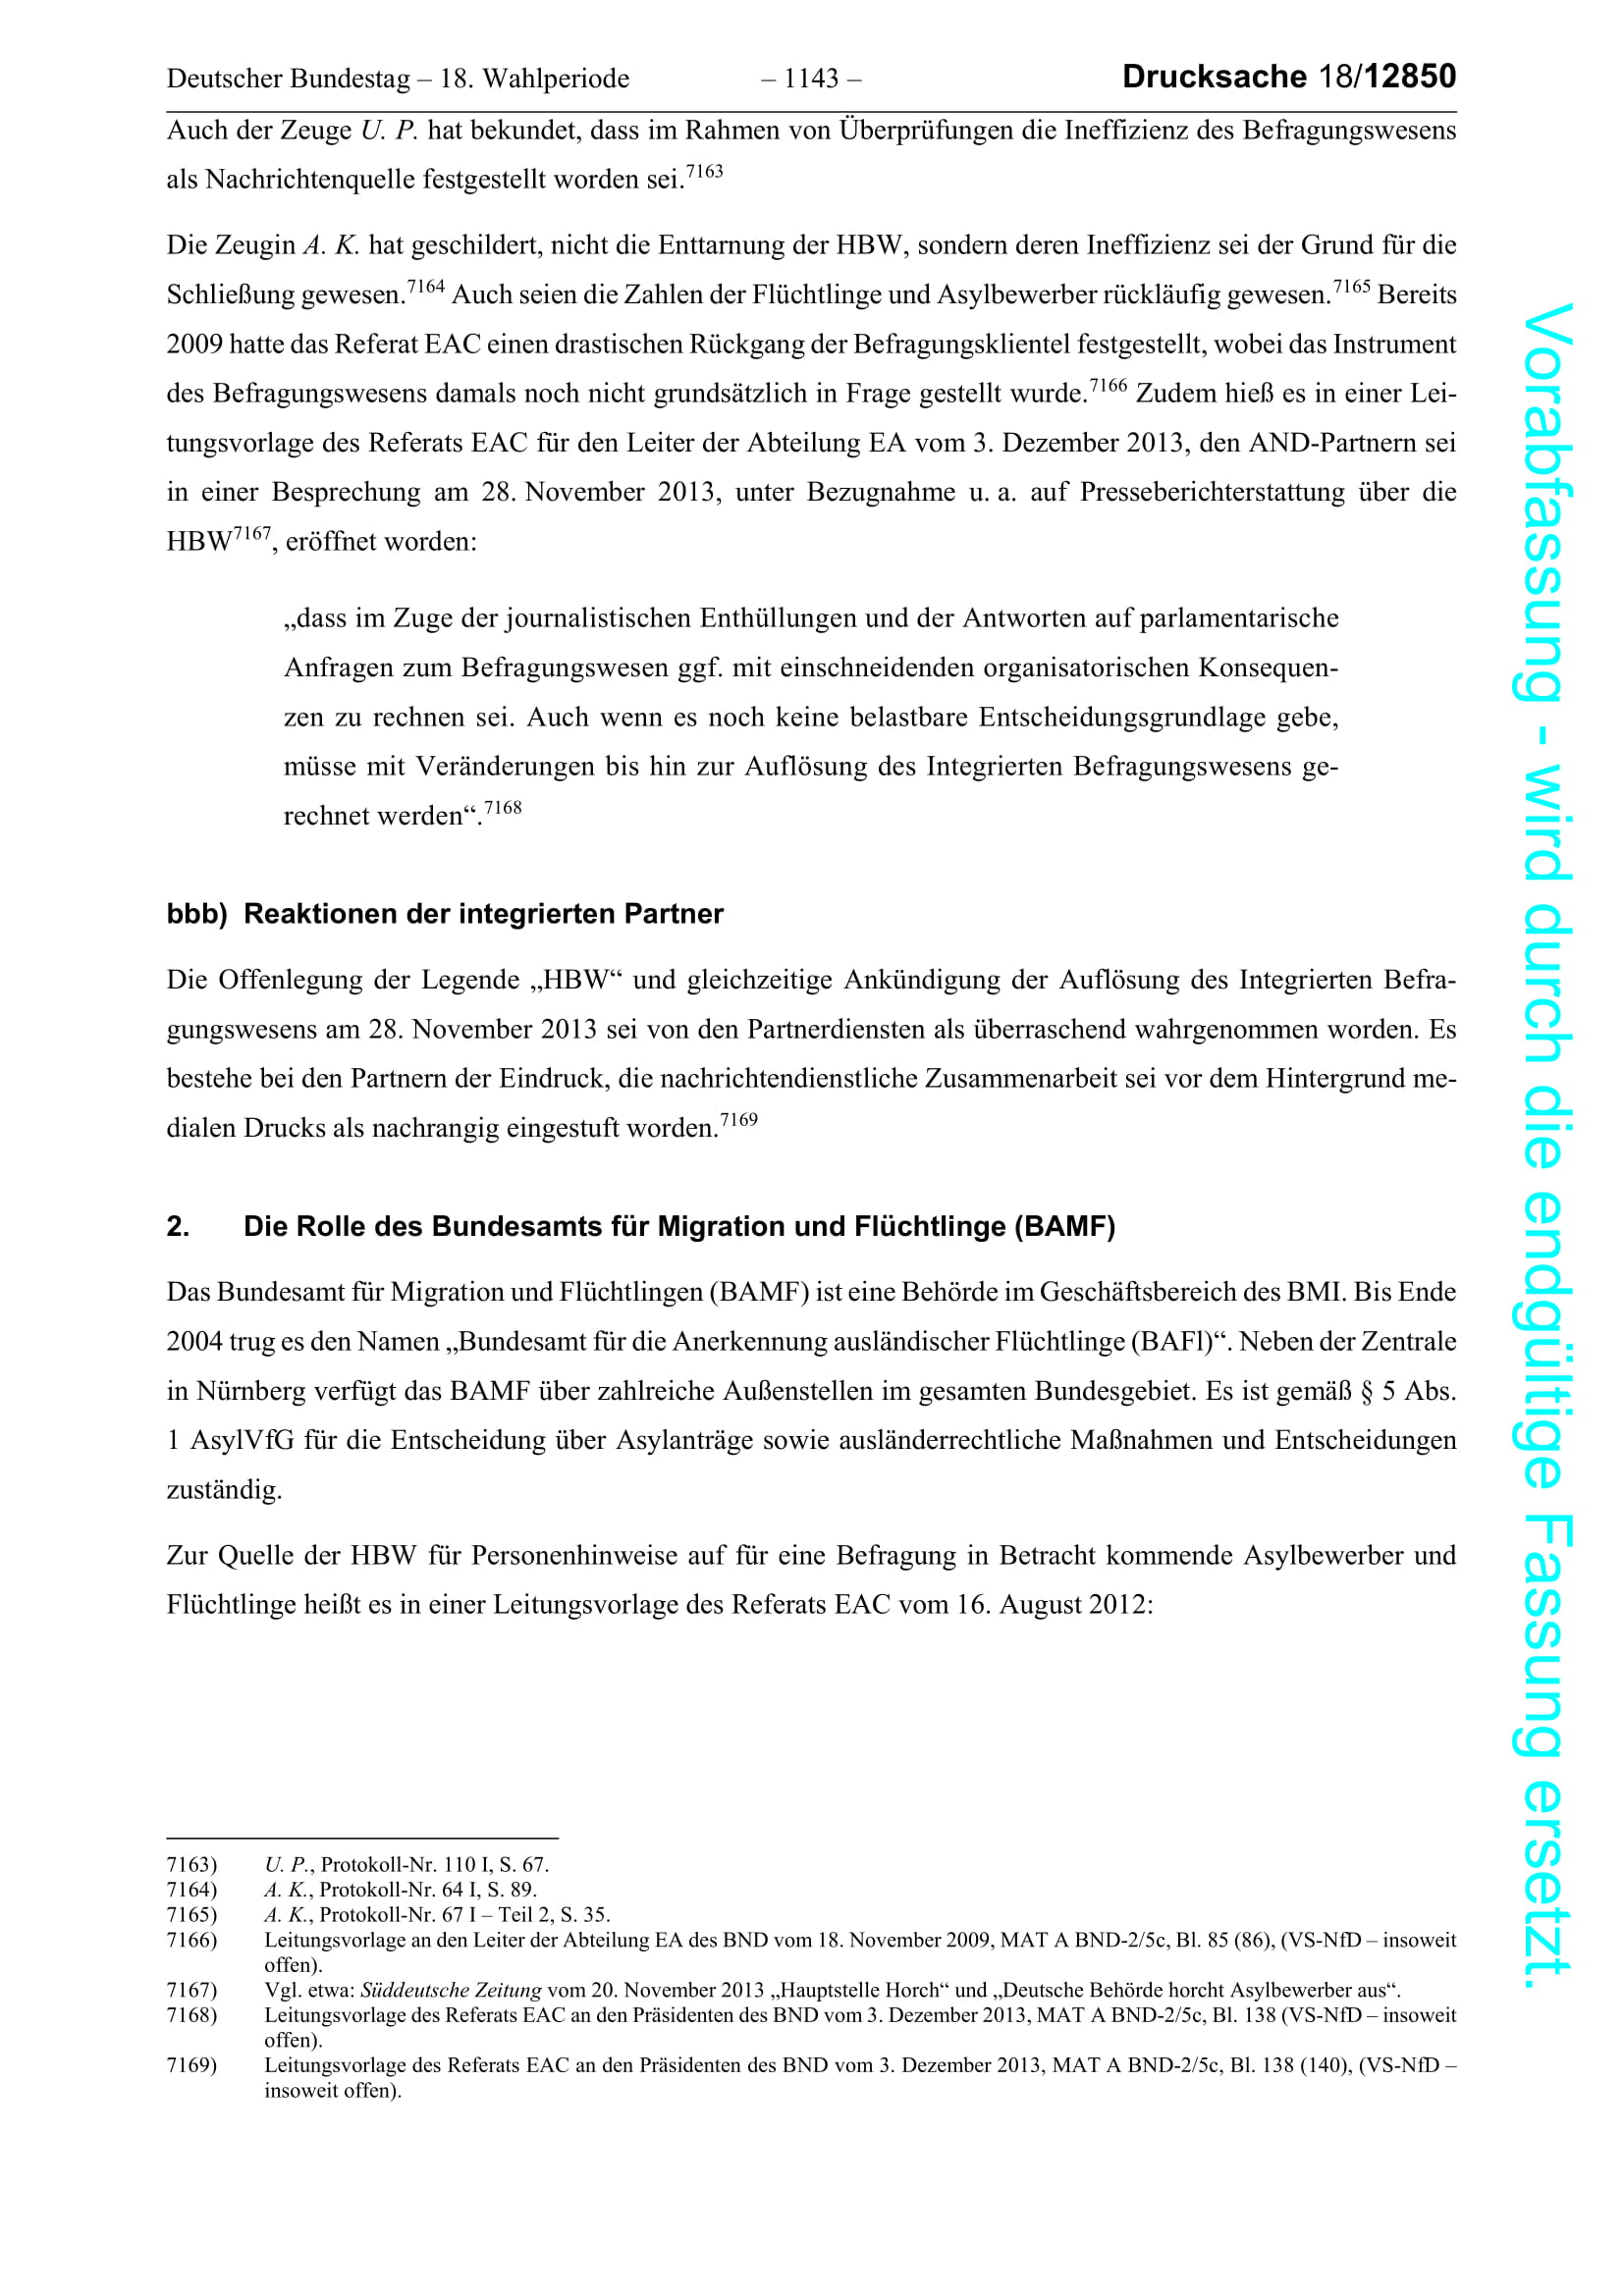 Deutscher Bundestag – 18. Wahlperiode – 1143 – Drucksache 18/12850
Auch der Zeuge U. P. hat bekundet, dass im Rahmen von Überprüfungen die Ineffizienz des Befragungswesens
als Nachrichtenquelle festgestellt worden sei.7163
Die Zeugin A. K. hat geschildert, nicht die Enttarnung der HBW, sondern deren Ineffizienz sei der Grund für die
Schließung gewesen.7164 Auch seien die Zahlen der Flüchtlinge und Asylbewerber rückläufig gewesen.7165 Bereits
2009 hatte das Referat EAC einen drastischen Rückgang der Befragungsklientel festgestellt, wobei das Instrument
des Befragungswesens damals noch nicht grundsätzlich in Frage gestellt wurde.7166 Zudem hieß es in einer Lei-
tungsvorlage des Referats EAC für den Leiter der Abteilung EA vom 3. Dezember 2013, den AND-Partnern sei
in einer Besprechung am 28. November 2013, unter Bezugnahme u. a. auf Presseberichterstattung über die
HBW7167, eröffnet worden:
„dass im Zuge der journalistischen Enthüllungen und der Antworten auf parlamentarische
Anfragen zum Befragungswesen ggf. mit einschneidenden organisatorischen Konsequen-
zen zu rechnen sei. Auch wenn es noch keine belastbare Entscheidungsgrundlage gebe,
müsse mit Veränderungen bis hin zur Auflösung des Integrierten Befragungswesens ge-
rechnet werden“.7168
bbb) Reaktionen der integrierten Partner
Die Offenlegung der Legende „HBW“ und gleichzeitige Ankündigung der Auflösung des Integrierten Befra-
gungswesens am 28. November 2013 sei von den Partnerdiensten als überraschend wahrgenommen worden. Es
bestehe bei den Partnern der Eindruck, die nachrichtendienstliche Zusammenarbeit sei vor dem Hintergrund me-
dialen Drucks als nachrangig eingestuft worden.7169
2. Die Rolle des Bundesamts für Migration und Flüchtlinge (BAMF)
Das Bundesamt für Migration und Flüchtlingen (BAMF) ist eine Behörde im Geschäftsbereich des BMI. Bis Ende
2004 trug es den Namen „Bundesamt für die Anerkennung ausländischer Flüchtlinge (BAFl)“. Neben der Zentrale
in Nürnberg verfügt das BAMF über zahlreiche Außenstellen im gesamten Bundesgebiet. Es ist gemäß § 5 Abs.
1 AsylVfG für die Entscheidung über Asylanträge sowie ausländerrechtliche Maßnahmen und Entscheidungen
zuständig.
Zur Quelle der HBW für Personenhinweise auf für eine Befragung in Betracht kommende Asylbewerber und
Flüchtlinge heißt es in einer Leitungsvorlage des Referats EAC vom 16. August 2012:
7163) U. P., Protokoll-Nr. 110 I, S. 67.
7164) A. K., Protokoll-Nr. 64 I, S. 89.
7165) A. K., Protokoll-Nr. 67 I – Teil 2, S. 35.
7166) Leitungsvorlage an den Leiter der Abteilung EA des BND vom 18. November 2009, MAT A BND-2/5c, Bl. 85 (86), (VS-NfD – insoweit
offen).
7167) Vgl. etwa: Süddeutsche Zeitung vom 20. November 2013 „Hauptstelle Horch“ und „Deutsche Behörde horcht Asylbewerber aus“.
7168) Leitungsvorlage des Referats EAC an den Präsidenten des BND vom 3. Dezember 2013, MAT A BND-2/5c, Bl. 138 (VS-NfD – insoweit
offen).
7169) Leitungsvorlage des Referats EAC an den Präsidenten des BND vom 3. Dezember 2013, MAT A BND-2/5c, Bl. 138 (140), (VS-NfD –
insoweit offen).
Vorabfassung - wird durch die endgültige Fassung ersetzt.